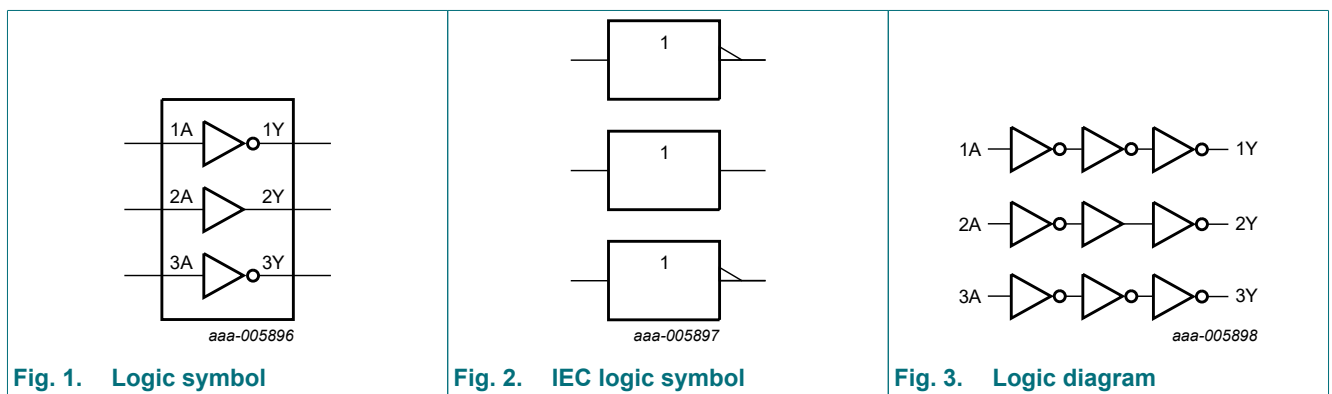 1A 1Y
2A 2Y
3A 3Y
aaa-005896
Fig. 1. Logic symbol
1
1
1
aaa-005897
Fig. 2. IEC logic symbol
1A 1Y
2A 2Y
3A 3Y
aaa-005898
Fig. 3. Logic diagram